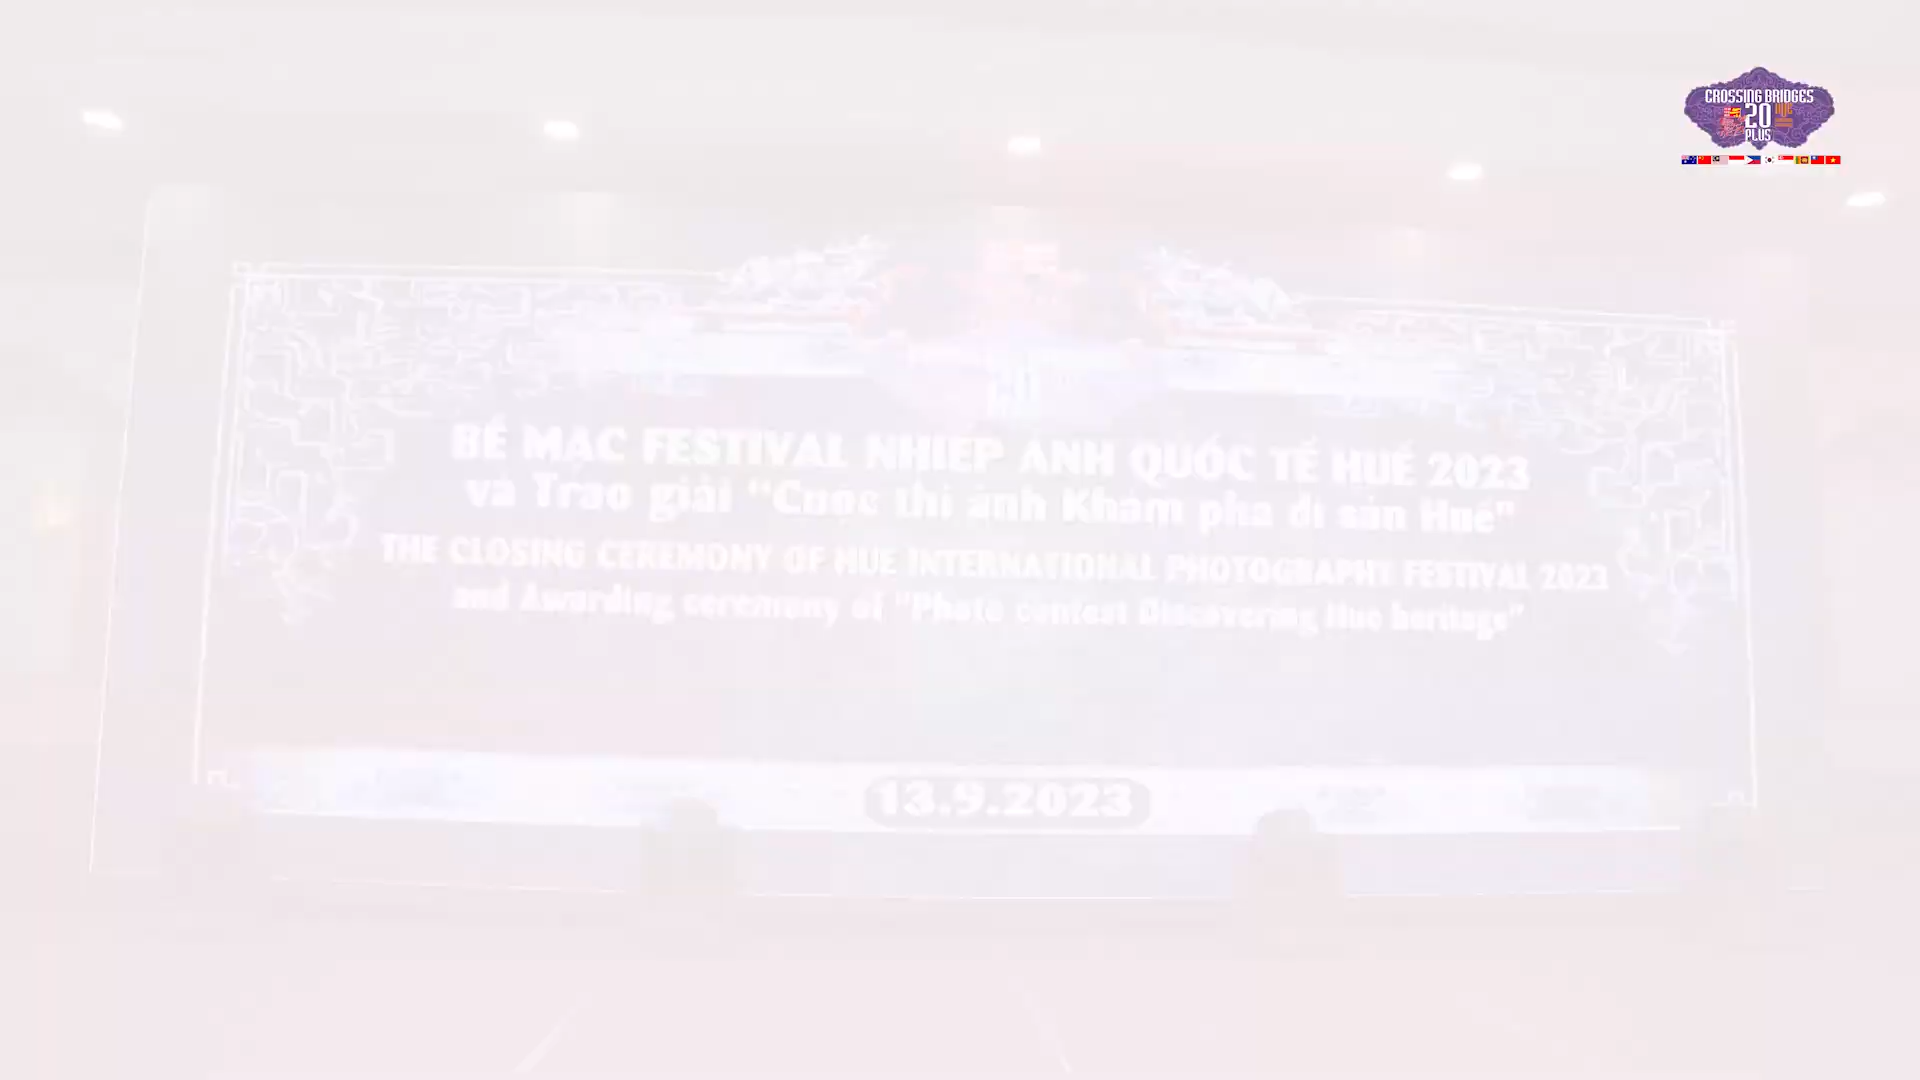 CROSSING BRIDGES
20
PLUS
BẾ MẠC FESTIVAL NHIẾP ẢNH QUỐC TẾ HUẾ 2023
và Trao giải "Cuộc thi ảnh Khám phá di sản Huế"
THE CLOSING CEREMONY OF HUE INTERNATIONAL PHOTOGRAPHY FESTIVAL 2023
and Awarding ceremony of "Photo contest Discovering Hue heritage"
13.9.2023